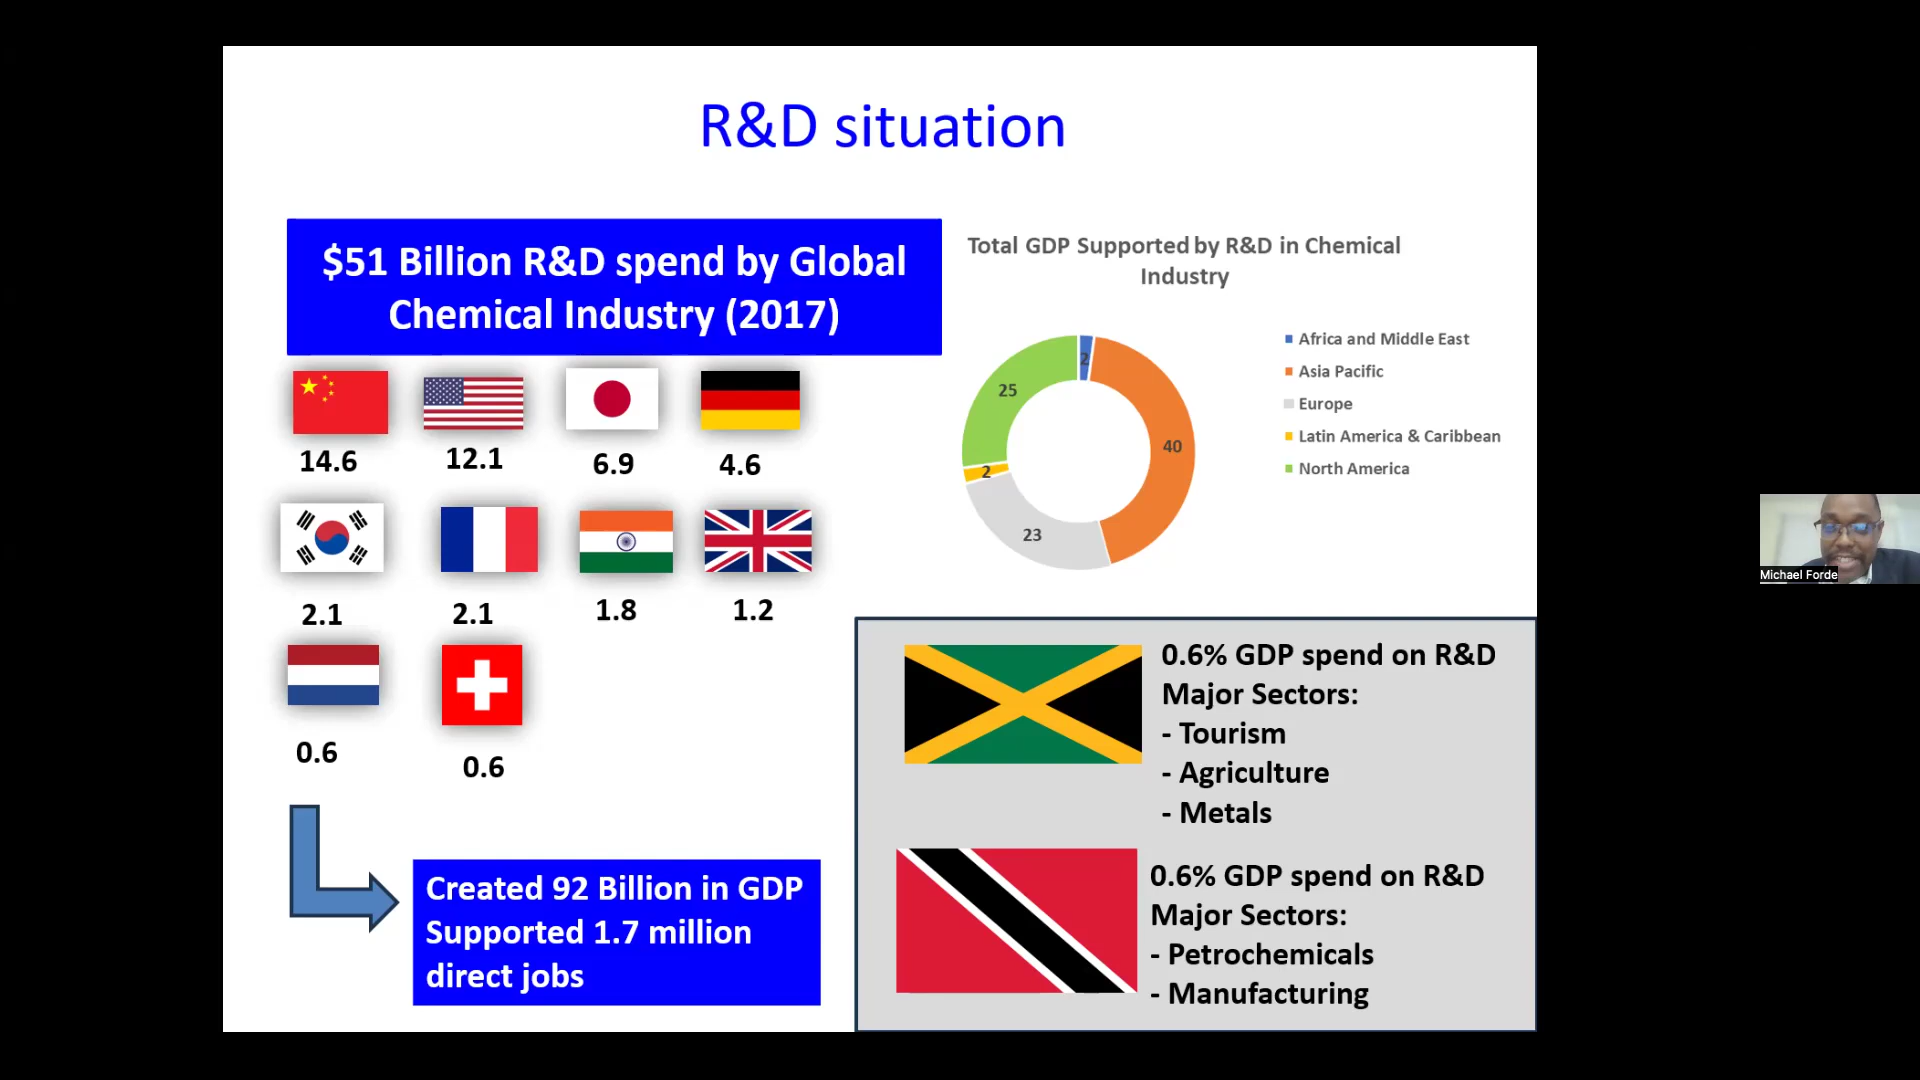 R&D situation
$51 Billion R&D spend by Global
Chemical Industry (2017)
14.6
12.1
6.9
4.6
2.1
2.1
1.8
1.2
0.6
0.6
Created 92 Billion in GDP
Supported 1.7 million
direct jobs
Total GDP Supported by R&D in Chemical
Industry
2
25
40
2
23
Africa and Middle East
Asia Pacific
Europe
Latin America & Caribbean
North America
0.6% GDP spend on R&D
Major Sectors:
- Tourism
- Agriculture
- Metals
0.6% GDP spend on R&D
Major Sectors:
- Petrochemicals
- Manufacturing
Michael Forde